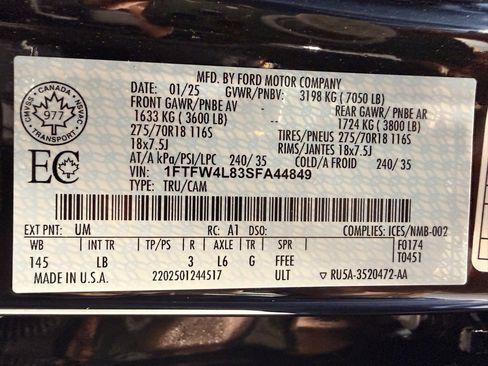 MFD. BY FORD MOTOR COMPANY
DATE: 01/25 GVWR/PNBV: 3198 KG ( 7050 LB)
FRONT GAWR/PNBE AV REAR GAWR/ PNBE AR
1633 KG ( 3600 LB) 1724 KG ( 3800 LB)
275/70R18 116S TIRES/PNEUS 275/70R18 116S
18x7.5J RIMS/JANTES 18x7.5J
AT/A kPa/PSI/LPC 240/ 35 COLD/A FROID 240/ 35
VIN: 1FTFW4L83SFA44849
TYPE: TRU/CAM
CANADA
CMVSS
977
NSVAC
TRANSPORT
EC
EXT PNT: UM RC: A1 DSO: COMPLIES: ICES/NMB-002
WB INT TR TP/PS R AXLE TR SPR F0174
145 LB 3 L6 G FFEE T0451
MADE IN U.S.A. 2202501244517 ULT ▽ RU5A-3520472-AA